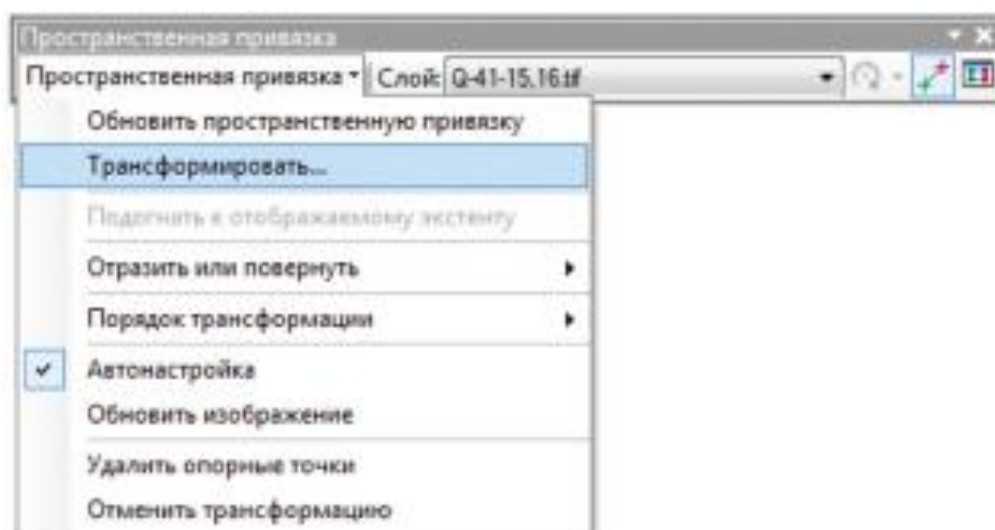 Пространственная привязка
Пространственная привязка Слой: Q-41-15,16.tif
Обновить пространственную привязку
Трансформировать...
Подогнать к отображаемому экстенту
Отразить или повернуть
Порядок трансформации
Автонастройка
Обновить изображение
Удалить опорные точки
Отменить трансформацию